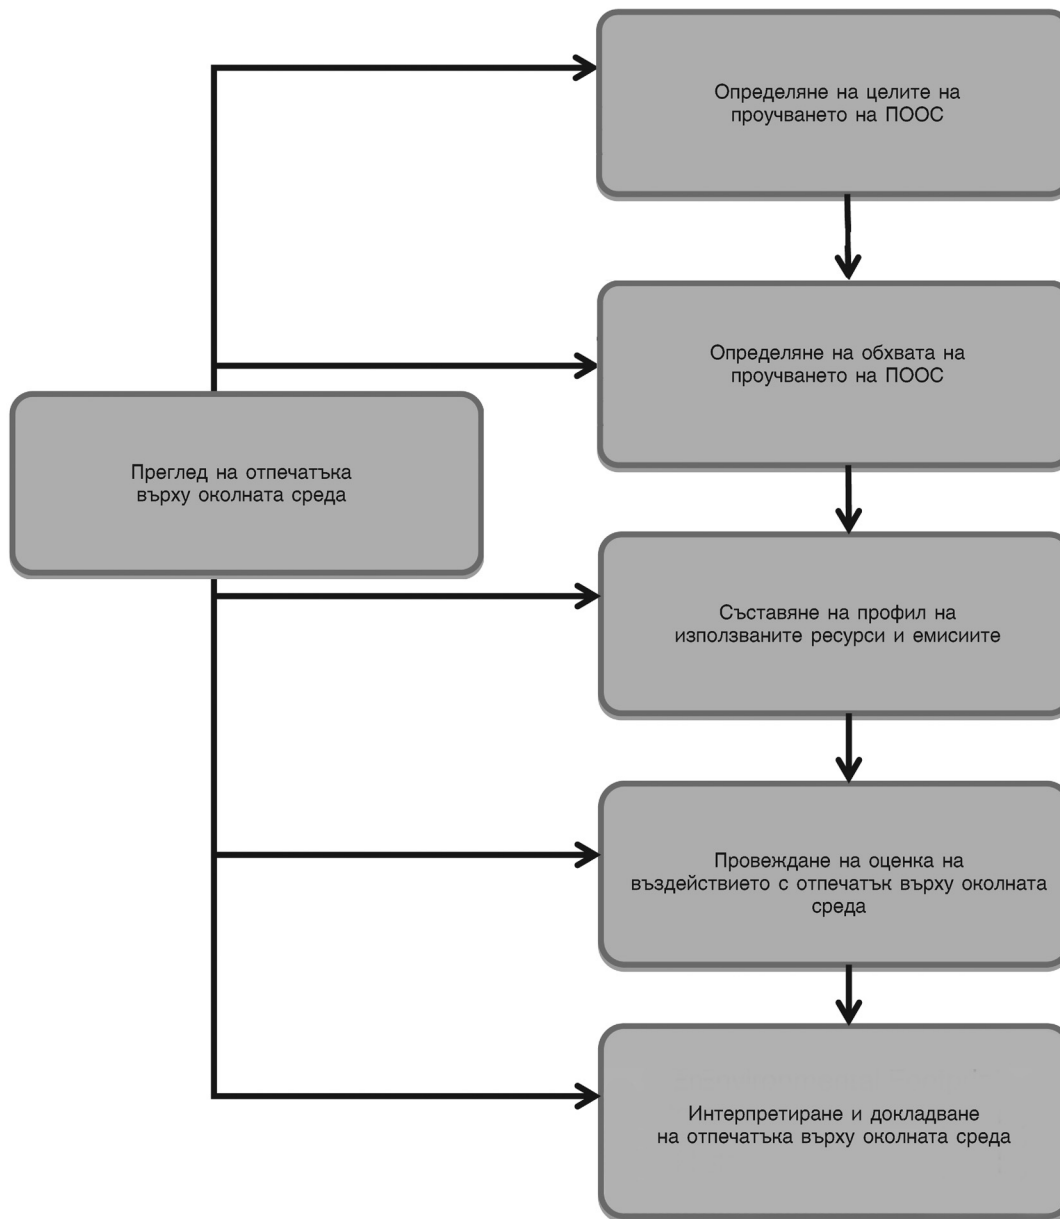 Определяне на целите на
проучването на ПООС
Определяне на обхвата на
проучването на ПООС
Преглед на отпечатъка
върху околната среда
Съставяне на профил на
използваните ресурси и емисиите
Провеждане на оценка на
въздействието с отпечатък върху околната
среда
Интерпретиране и докладване
на отпечатъка върху околната среда